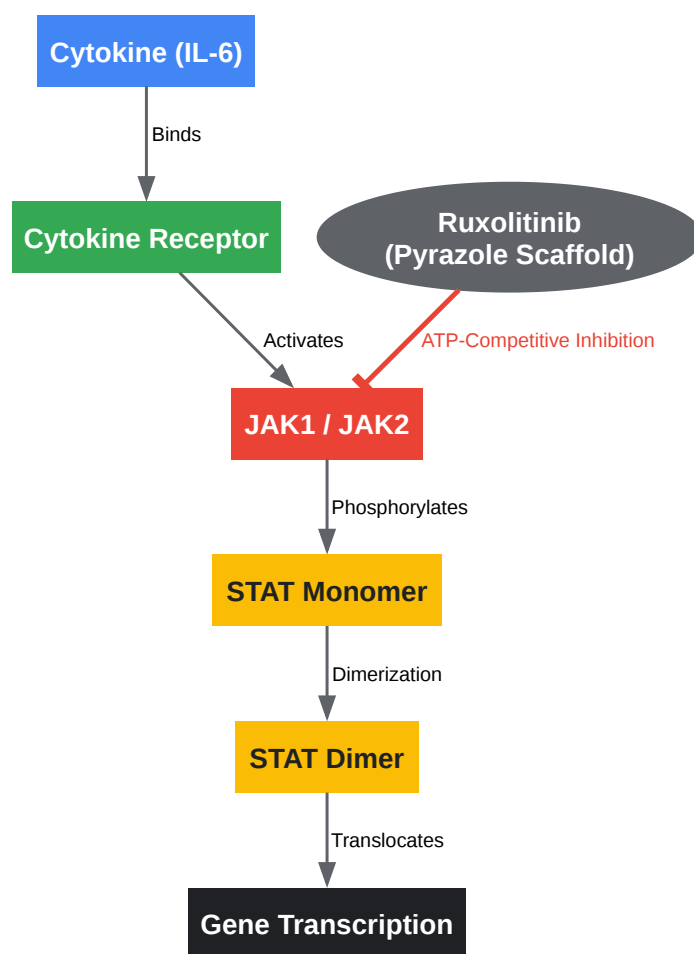 Cytokine (IL-6)
Binds
Cytokine Receptor
Ruxolitinib
(Pyrazole Scaffold)
Activates
ATP-Competitive Inhibition
JAK1 / JAK2
Phosphorylates
STAT Monomer
Dimerization
STAT Dimer
Translocates
Gene Transcription